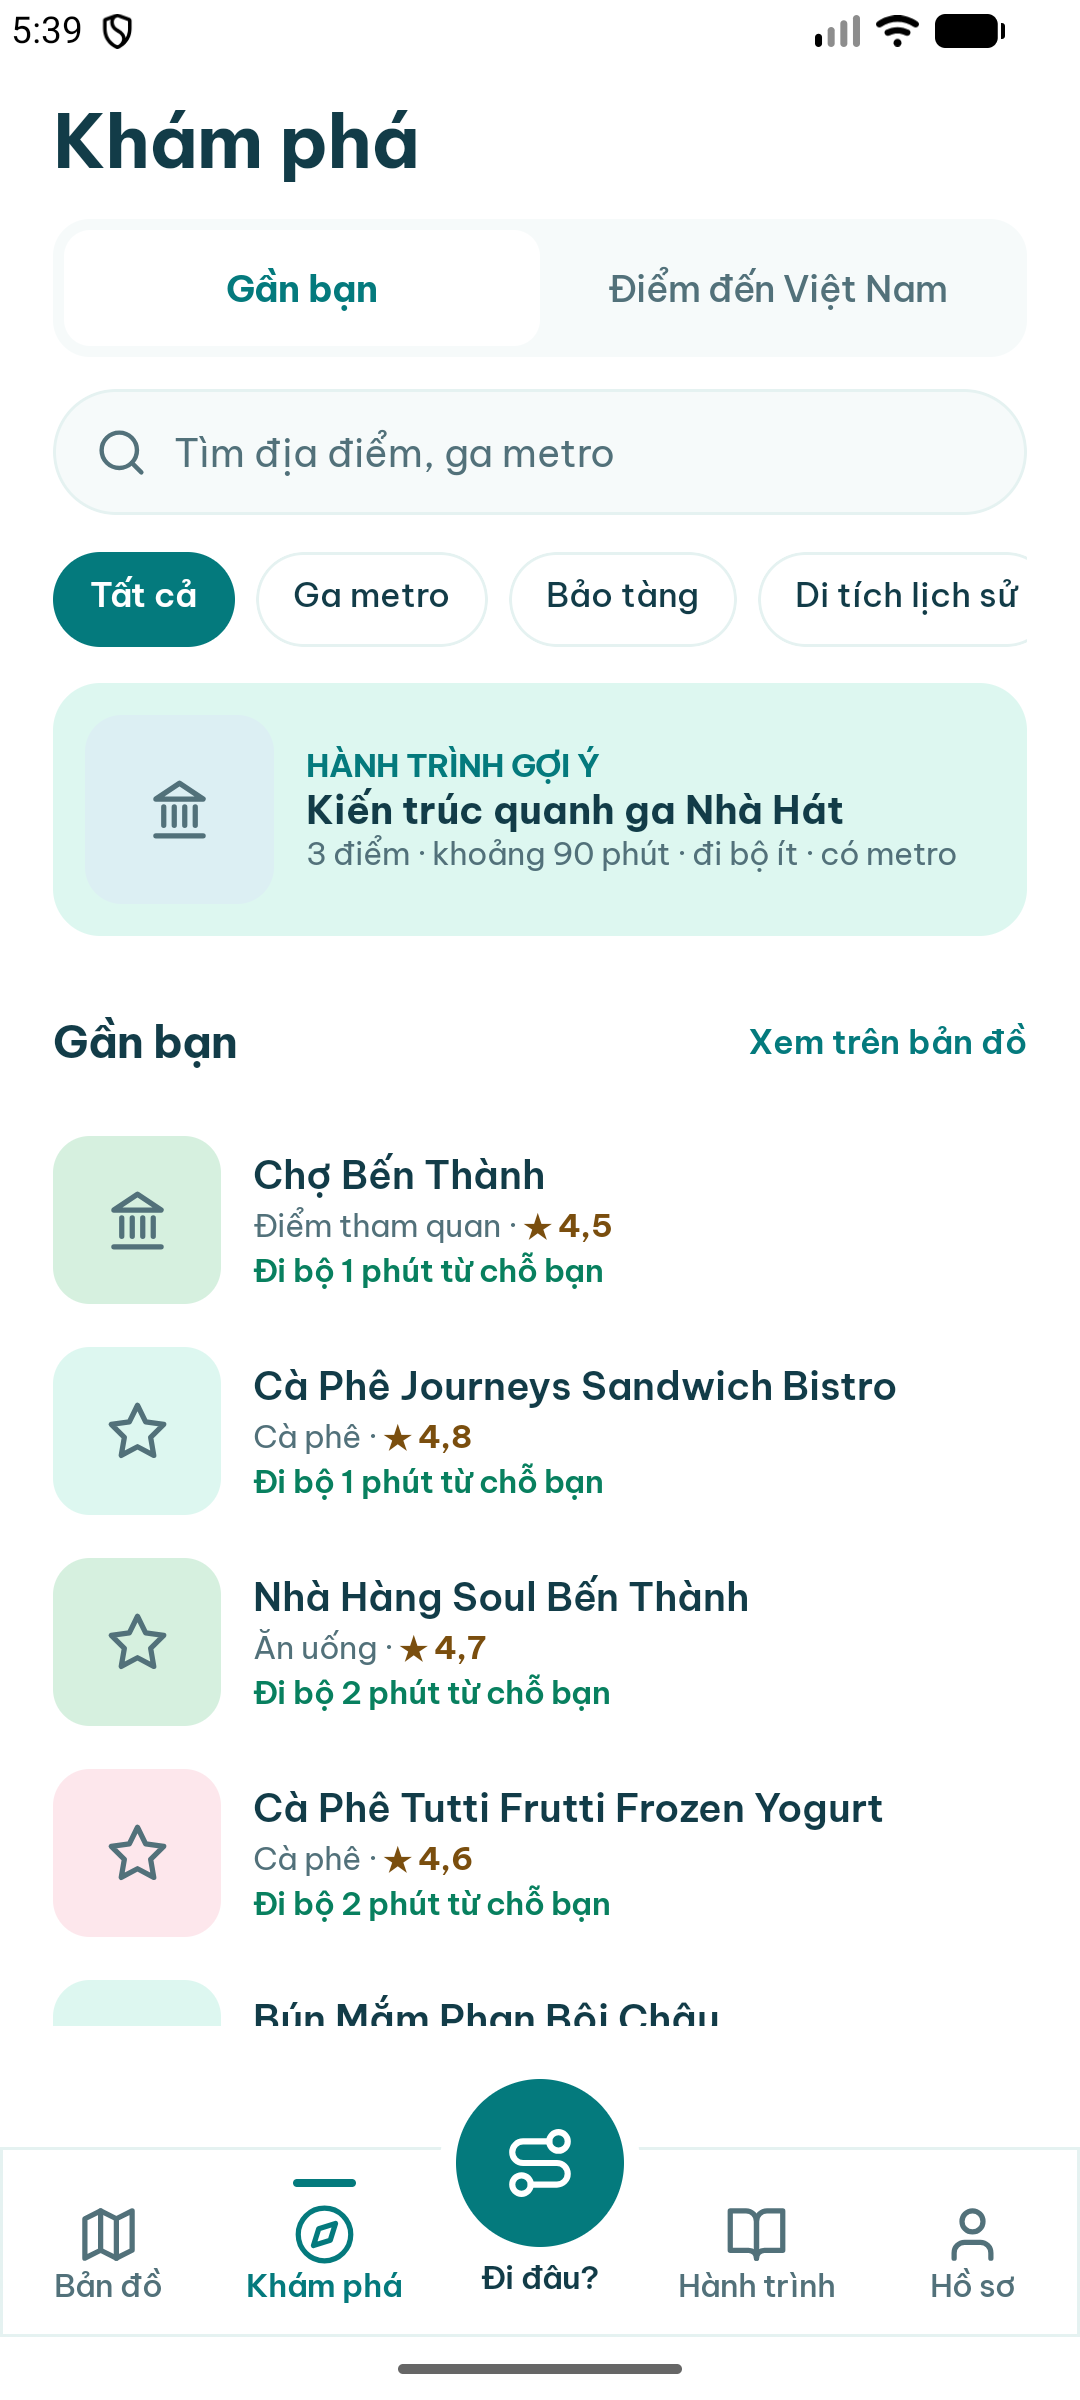 5:39
Khám phá
Gần bạn
Điểm đến Việt Nam
Tìm địa điểm, ga metro
Tất cả
Ga metro
Bảo tàng
Di tích lịch sử
HÀNH TRÌNH GỢI Ý
Kiến trúc quanh ga Nhà Hát
3 điểm · khoảng 90 phút · đi bộ ít · có metro
Gần bạn
Xem trên bản đồ
Chợ Bến Thành
Điểm tham quan · ★ 4,5
Đi bộ 1 phút từ chỗ bạn
Cà Phê Journeys Sandwich Bistro
Cà phê · ★ 4,8
Đi bộ 1 phút từ chỗ bạn
Nhà Hàng Soul Bến Thành
Ăn uống · ★ 4,7
Đi bộ 2 phút từ chỗ bạn
Cà Phê Tutti Frutti Frozen Yogurt
Cà phê · ★ 4,6
Đi bộ 2 phút từ chỗ bạn
Bún Mắm Phan Bội Châu
Bản đồ
Khám phá
Đi đâu?
Hành trình
Hồ sơ